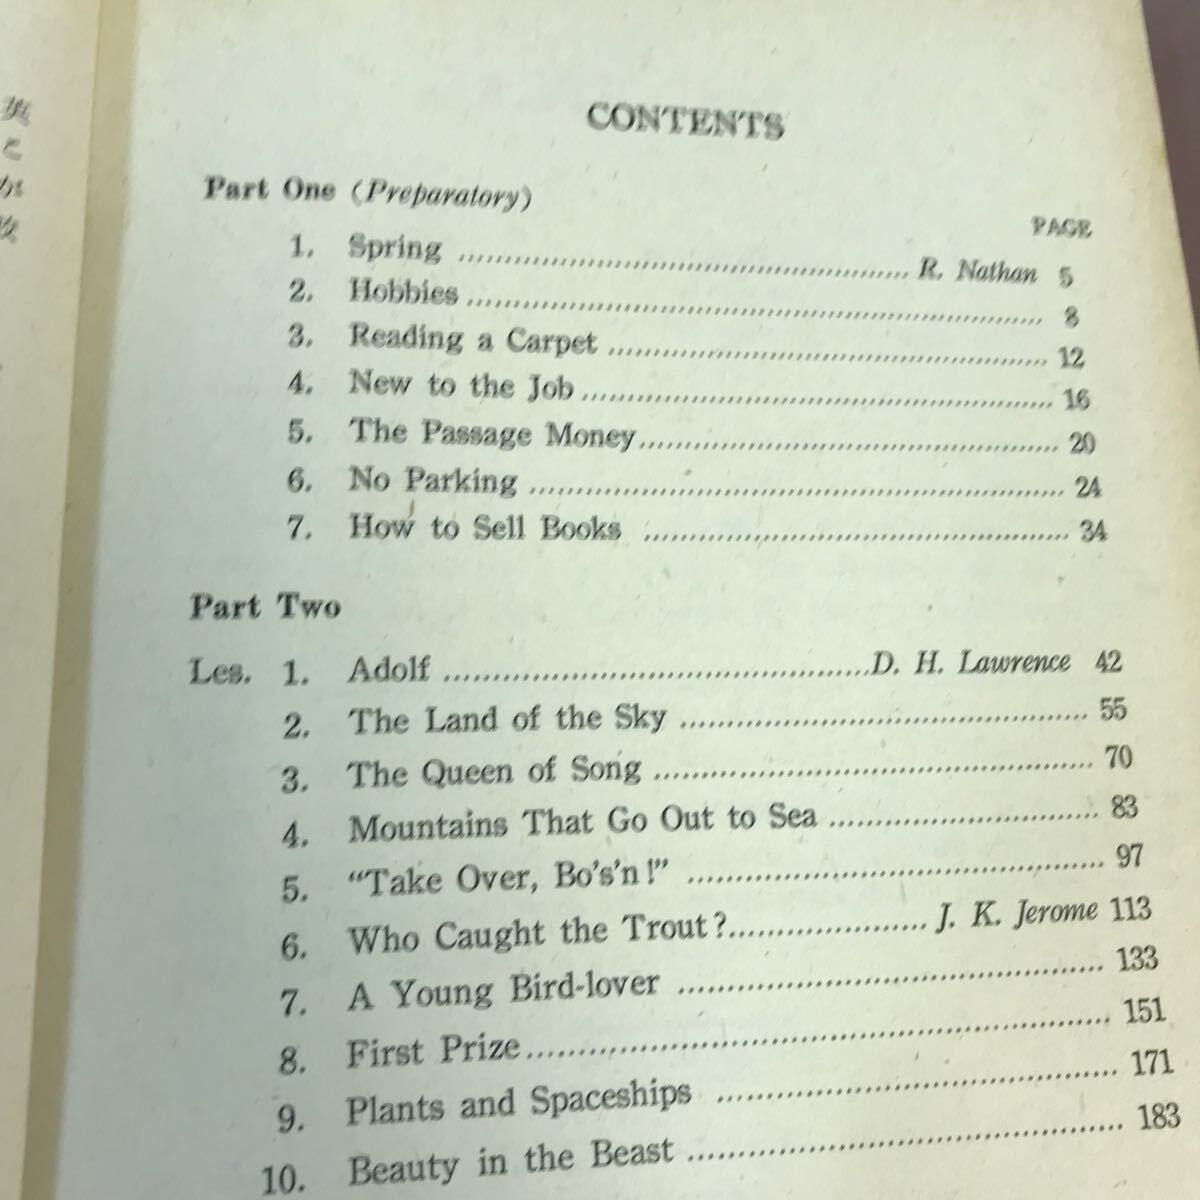 CONTENTS
Part One (Preparatory)
PAGE
1. Spring ........ R. Nathan 5
2. Hobbies ........ 8
3. Reading a Carpet ........ 12
4. New to the Job ........ 16
5. The Passage Money ........ 20
6. No Parking ........ 24
7. How to Sell Books ........ 34
Part Two
Les. 1. Adolf ........ D. H. Lawrence 42
2. The Land of the Sky ........ 55
3. The Queen of Song ........ 70
4. Mountains That Go Out to Sea ........ 83
5. “Take Over, Bo's'n!” ........ 97
6. Who Caught the Trout? ........ J. K. Jerome 113
7. A Young Bird-lover ........ 133
8. First Prize ........ 151
9. Plants and Spaceships ........ 171
10. Beauty in the Beast ........ 183
英
と
が